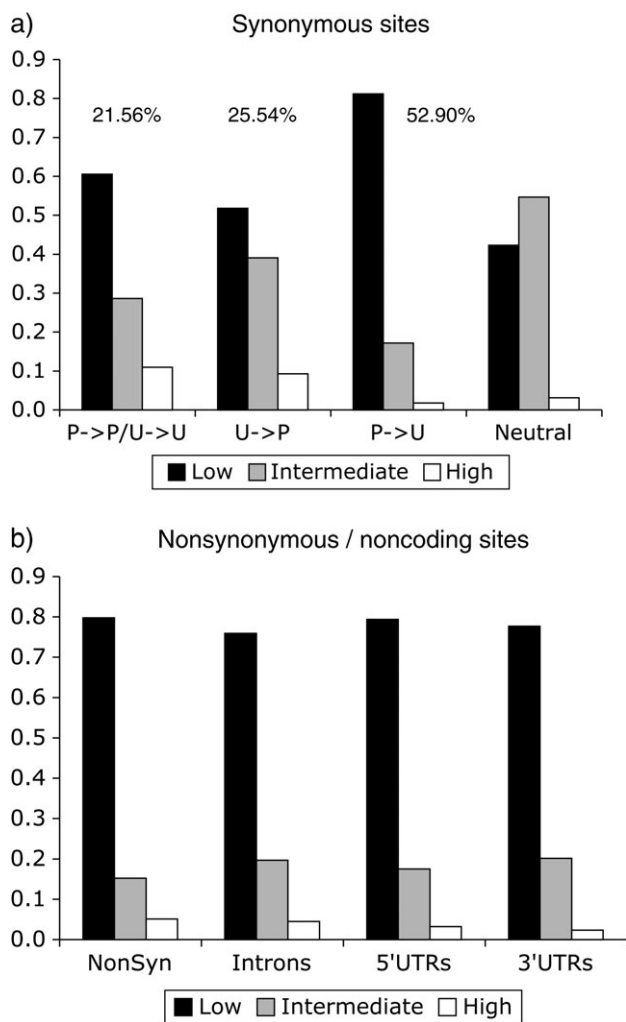 a) Synonymous sites
0.9
0.8
0.7
0.6
0.5
0.4
0.3
0.2
0.1
0.0
21.56% 25.54% 52.90%
P->P/U->U U->P P->U Neutral
Low Intermediate High
b) Nonsynonymous / noncoding sites
0.9
0.8
0.7
0.6
0.5
0.4
0.3
0.2
0.1
0.0
NonSyn Introns 5'UTRs 3'UTRs
Low Intermediate High